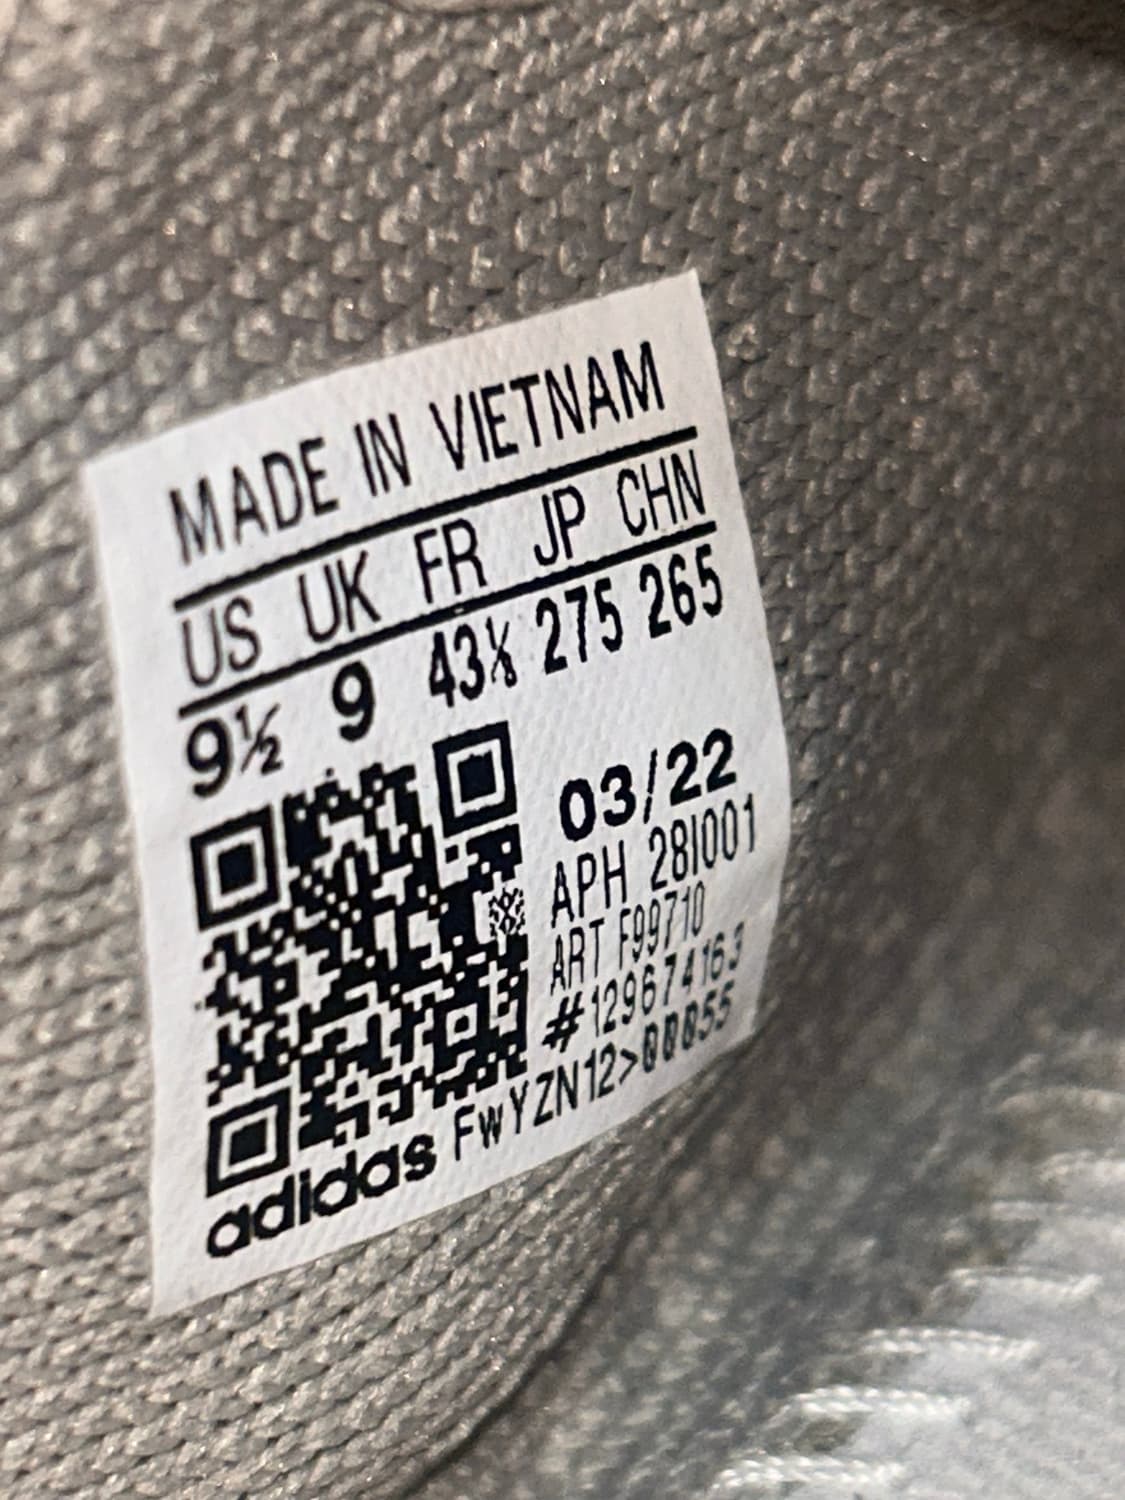 MADE IN VIETNAM
US UK FR JP CHN
9½ 9 43⅓ 275 265
03/22
APH 28I001
ART F99710
#129674163
adidas FwYZN12>00055